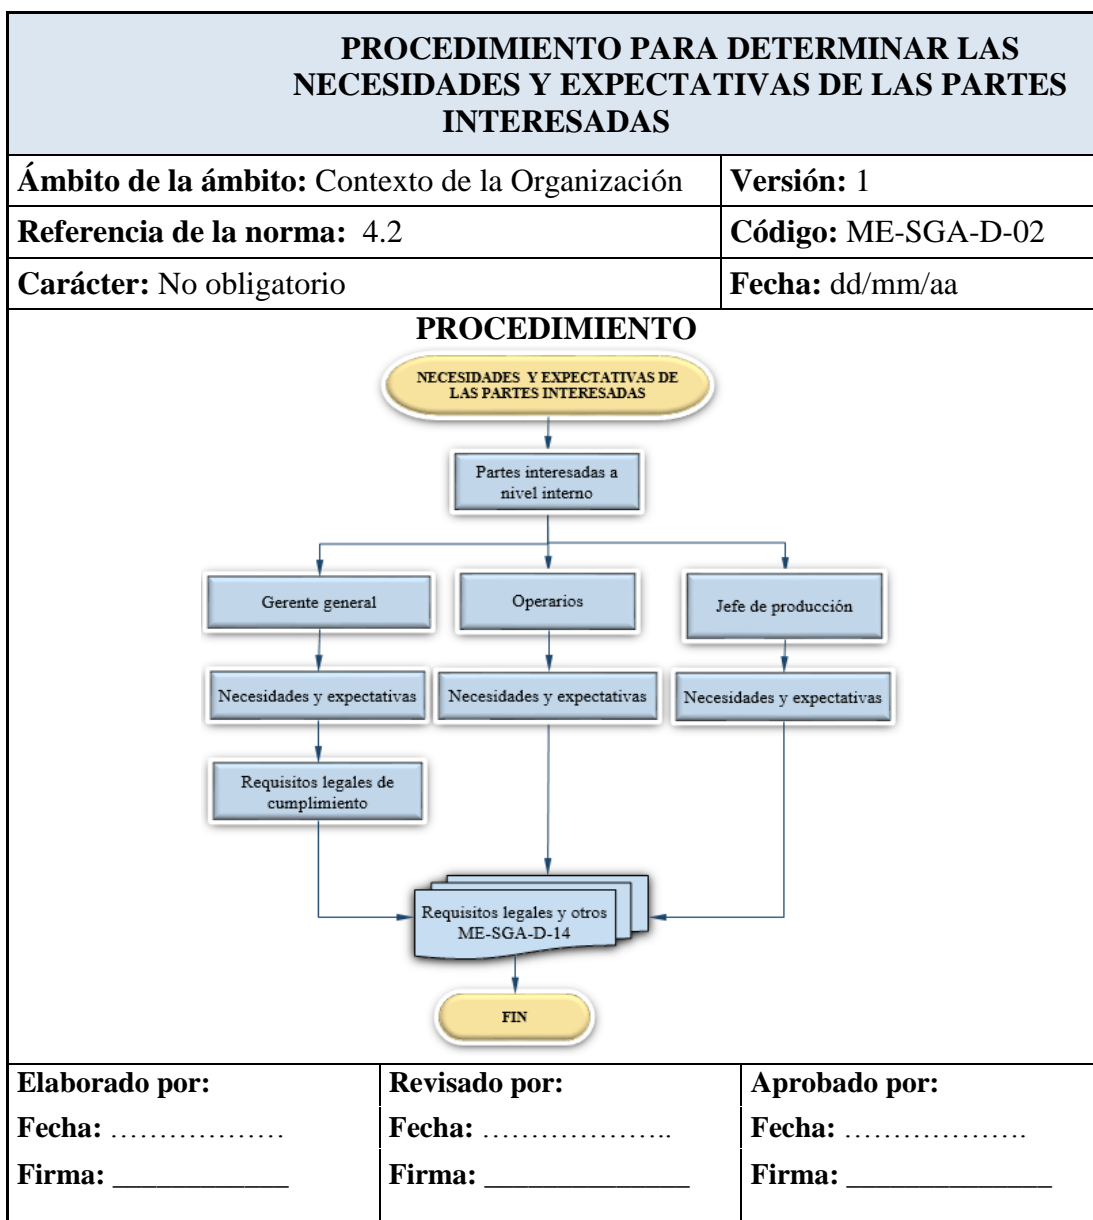 PROCEDIMIENTO PARA DETERMINAR LAS
NECESIDADES Y EXPECTATIVAS DE LAS PARTES
INTERESADAS
Ámbito de la ámbito: Contexto de la Organización
Versión: 1
Referencia de la norma: 4.2
Código: ME-SGA-D-02
Carácter: No obligatorio
Fecha: dd/mm/aa
PROCEDIMIENTO
NECESIDADES Y EXPECTATIVAS DE
LAS PARTES INTERESADAS
Partes interesadas a
nivel interno
Gerente general
Operarios
Jefe de producción
Necesidades y expectativas
Necesidades y expectativas
Necesidades y expectativas
Requisitos legales de
cumplimiento
Requisitos legales y otros
ME-SGA-D-14
FIN
Elaborado por:
Revisado por:
Aprobado por:
Fecha: ………………
Fecha: ………………..
Fecha: ……………….
Firma: ____________
Firma: ______________
Firma: ______________